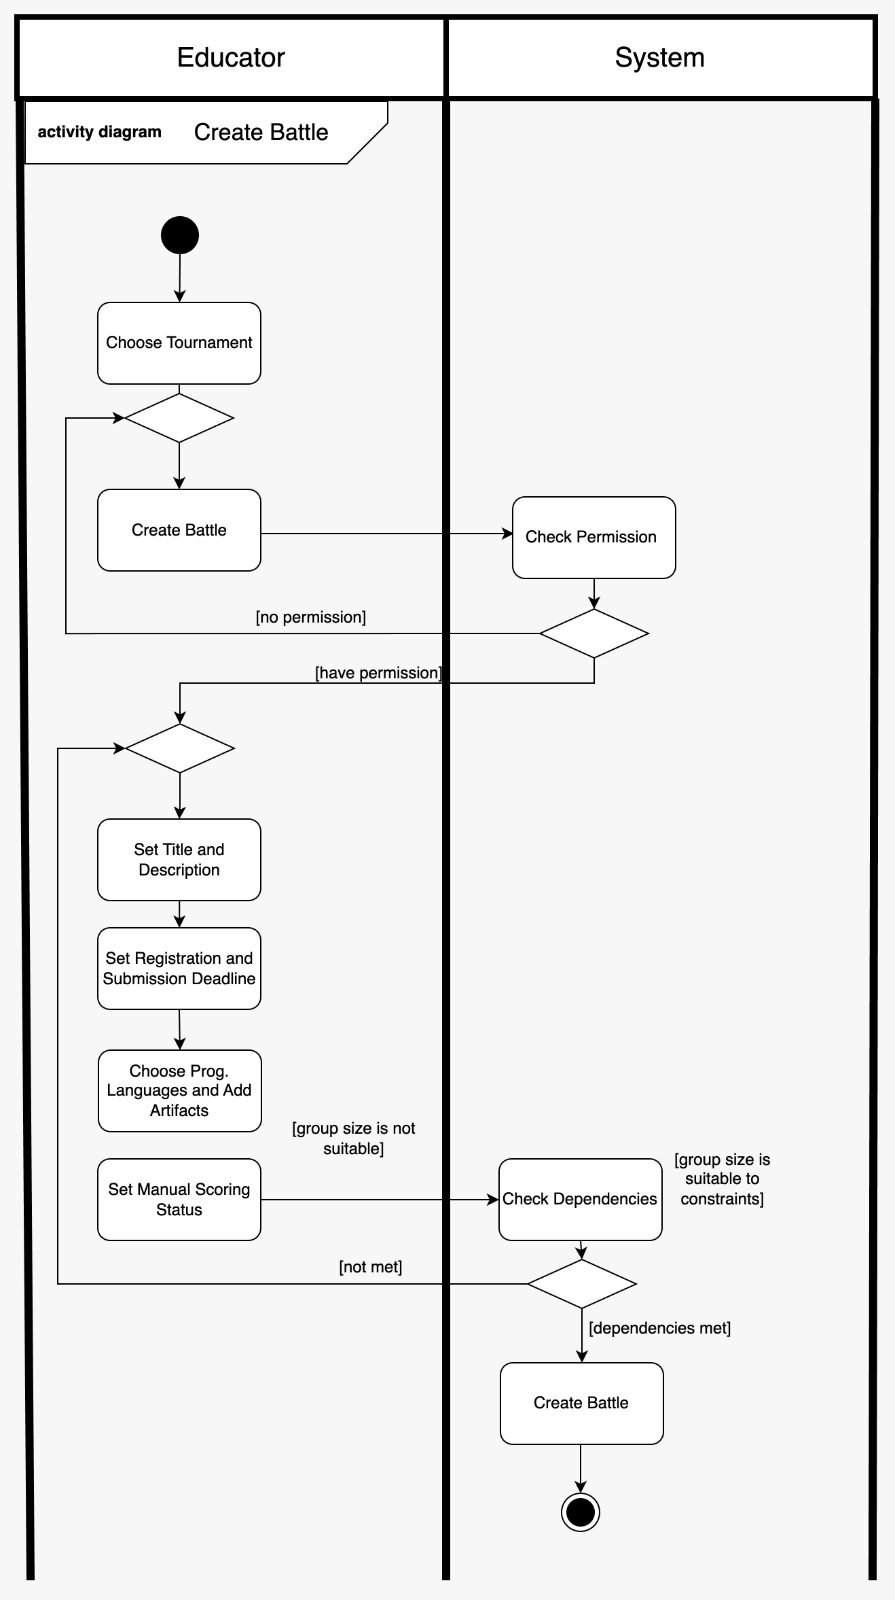 Educator
System
activity diagram Create Battle
Choose Tournament
Create Battle
Check Permission
[no permission]
[have permission]
Set Title and
Description
Set Registration and
Submission Deadline
Choose Prog.
Languages and Add
Artifacts
[group size is not
suitable]
Set Manual Scoring
Status
Check Dependencies
[group size is
suitable to
constraints]
[not met]
[dependencies met]
Create Battle